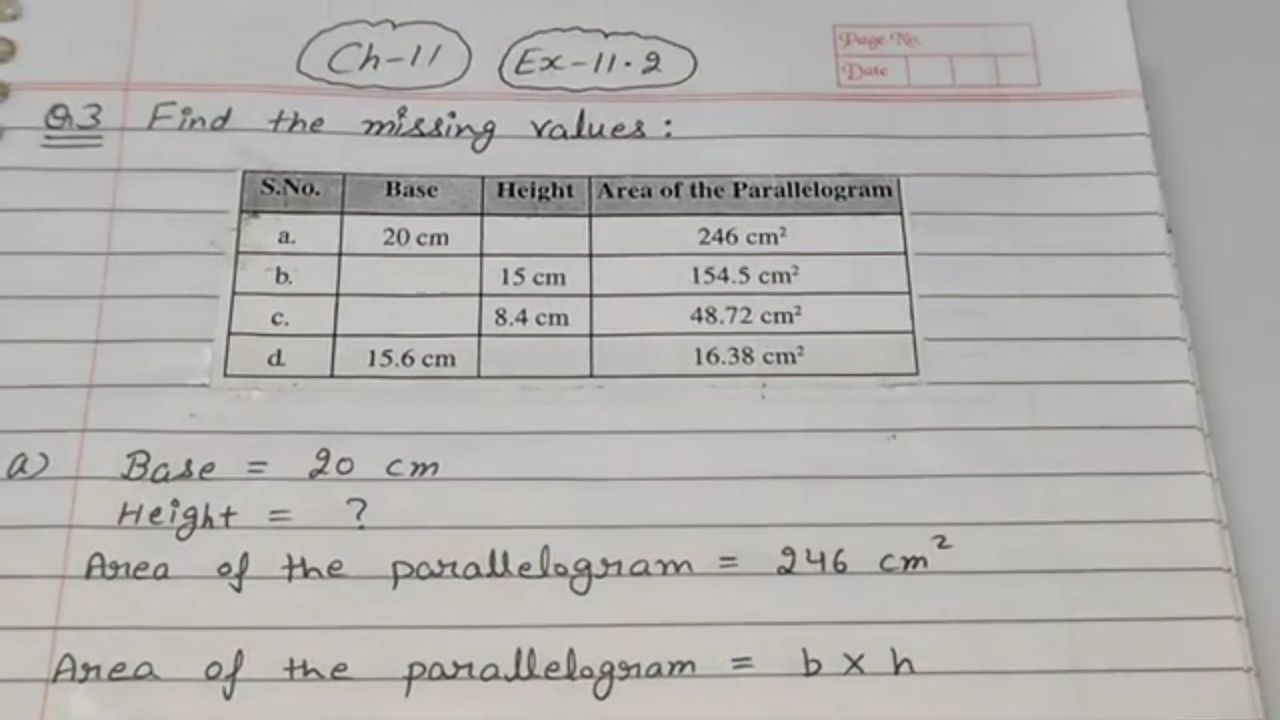 Ch-11 Ex-11.2
Page No.
Date
Q.3 Find the missing values:
S.No. Base Height Area of the Parallelogram
a. 20 cm 246 cm²
b. 15 cm 154.5 cm²
c. 8.4 cm 48.72 cm²
d. 15.6 cm 16.38 cm²
a) Base = 20 cm
Height = ?
Area of the parallelogram = 246 cm²
Area of the parallelogram = b × h